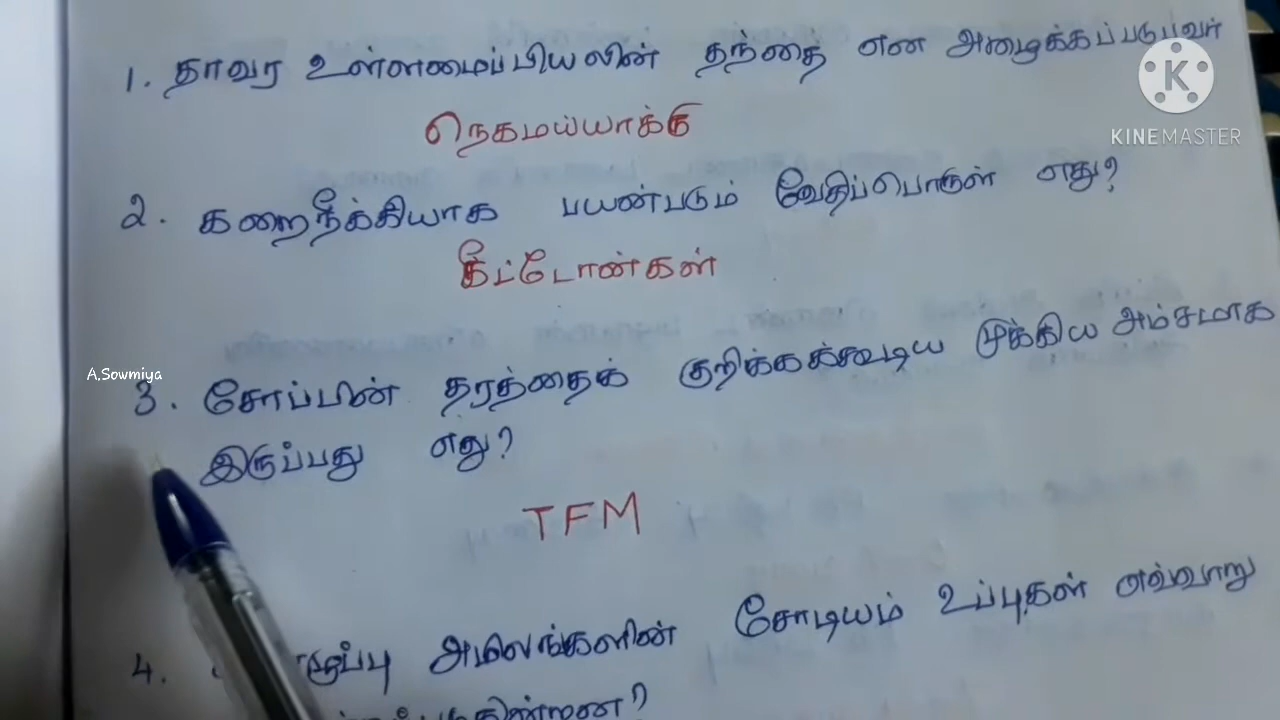 1. தாவர உள்ளமைப்பியலின் தந்தை என அழைக்கப்படுபவர்
K
KINEMASTER
நெகமய்யாக்கு
2. கறைநீக்கியாக பயன்படும் வேதிப்பொருள் எது?
கீட்டோன்கள்
A.Sowmiya
3. சோப்பின் தரத்தைக் குறிக்கக்கூடிய முக்கிய அம்சமாக
இருப்பது எது?
TFM
4. அமிலங்களின் சோடியம் உப்புகள் எவ்வாறு